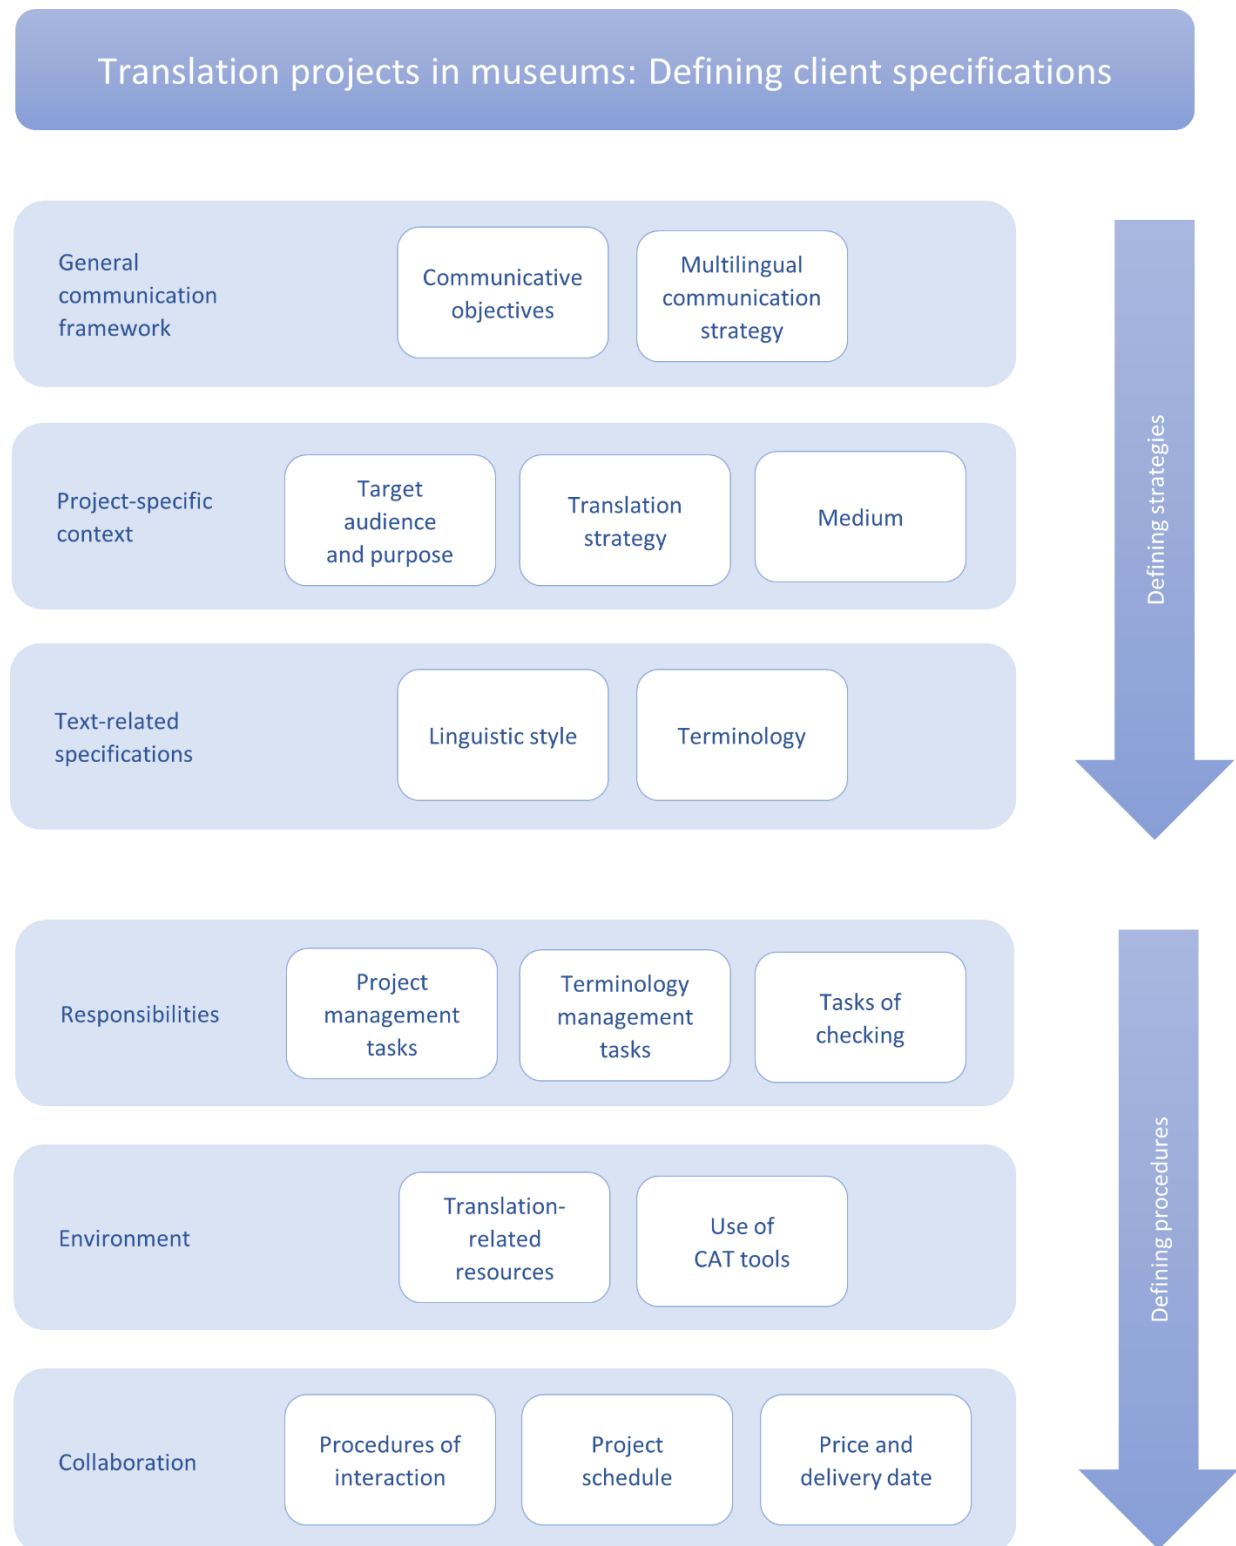 Translation projects in museums: Defining client specifications
General
communication
framework
Communicative
objectives
Multilingual
communication
strategy
Project-specific
context
Target
audience
and purpose
Translation
strategy
Medium
Text-related
specifications
Linguistic style
Terminology
Defining strategies
Responsibilities
Project
management
tasks
Terminology
management
tasks
Tasks of
checking
Environment
Translation-
related
resources
Use of
CAT tools
Collaboration
Procedures of
interaction
Project
schedule
Price and
delivery date
Defining procedures